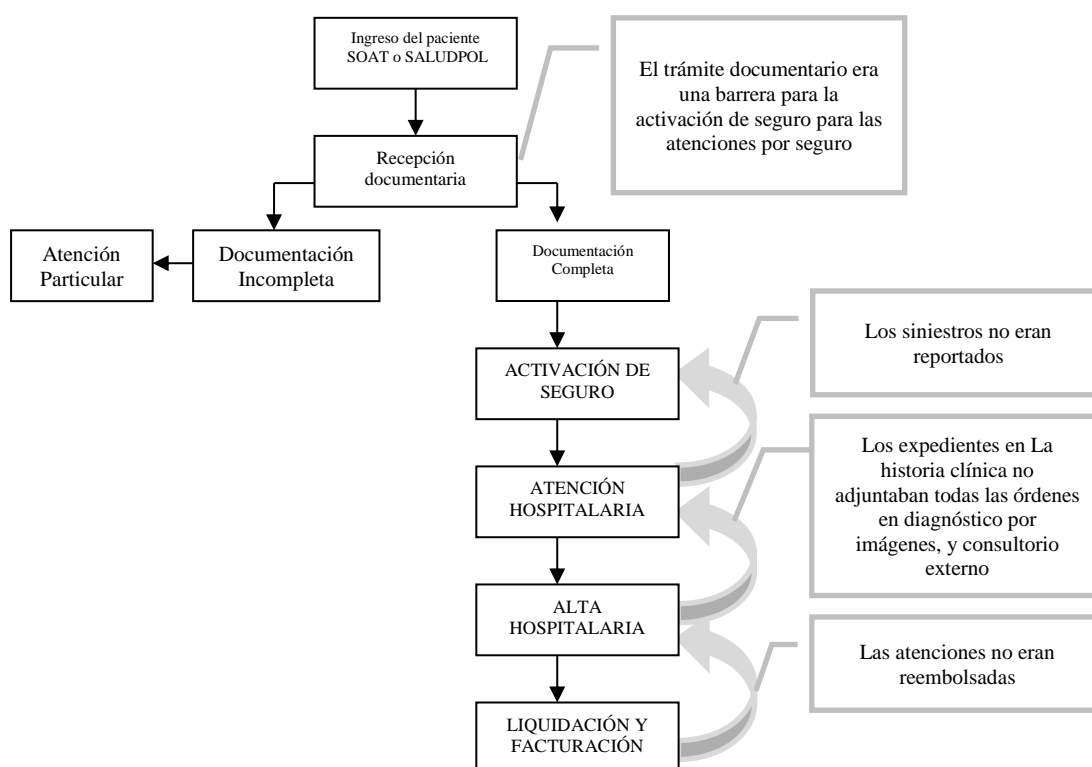 Ingreso del paciente
SOAT o SALUDPOL
El trámite documentario era
una barrera para la
activación de seguro para las
atenciones por seguro
Recepción
documentaria
Atención
Particular
Documentación
Incompleta
Documentación
Completa
Los siniestros no eran
reportados
ACTIVACIÓN DE
SEGURO
Los expedientes en La
historia clínica no
adjuntaban todas las órdenes
en diagnóstico por
imágenes, y consultorio
externo
ATENCIÓN
HOSPITALARIA
ALTA
HOSPITALARIA
Las atenciones no eran
reembolsadas
LIQUIDACIÓN Y
FACTURACIÓN